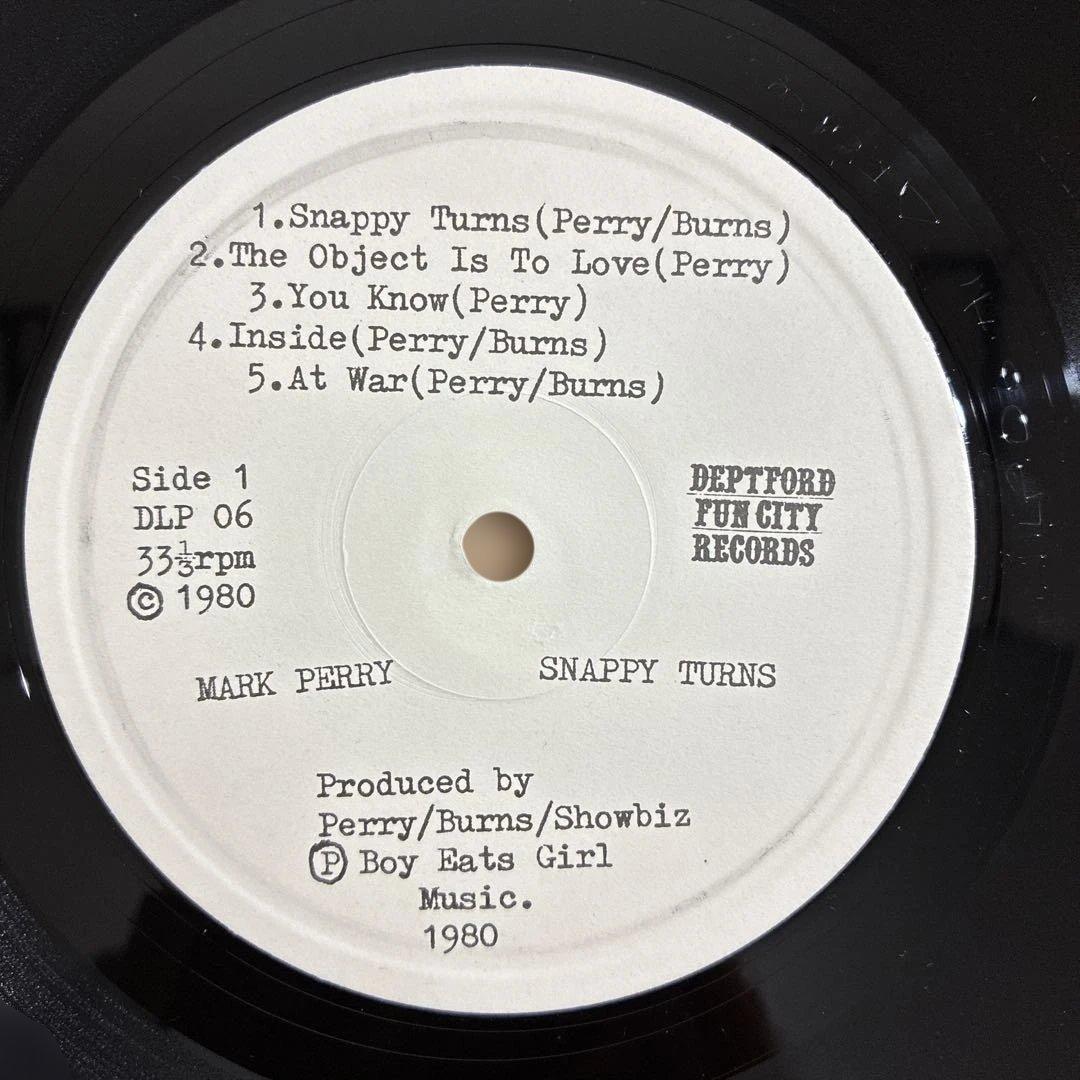 1.Snappy Turns(Perry/Burns)
2.The Object Is To Love(Perry)
3.You Know(Perry)
4.Inside(Perry/Burns)
5.At War(Perry/Burns)
Side 1
DLP 06
33⅓rpm
© 1980
DEPTFORD
FUN CITY
RECORDS
MARK PERRY
SNAPPY TURNS
Produced by
Perry/Burns/Showbiz
Ⓟ Boy Eats Girl
Music.
1980